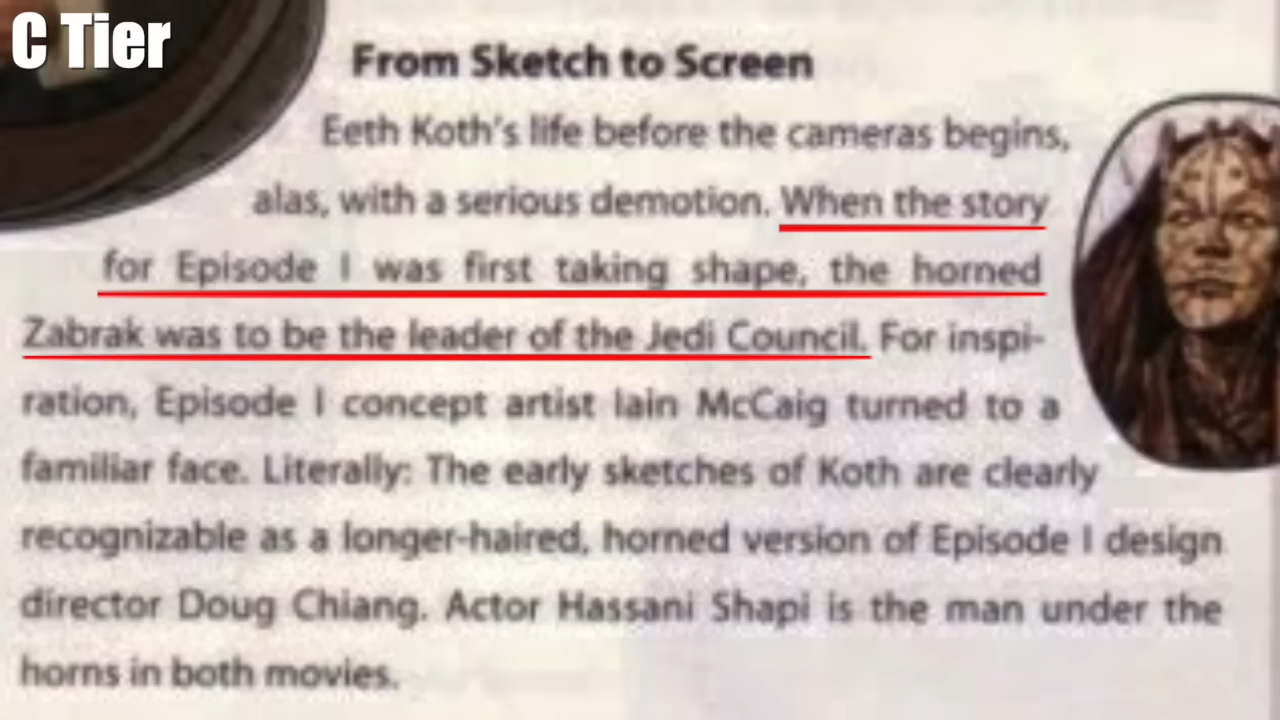 C Tier
From Sketch to Screen
Eeth Koth's life before the cameras begins,
alas, with a serious demotion. When the story
for Episode I was first taking shape, the horned
Zabrak was to be the leader of the Jedi Council. For inspi-
ration, Episode I concept artist Iain McCaig turned to a
familiar face. Literally: The early sketches of Koth are clearly
recognizable as a longer-haired, horned version of Episode I design
director Doug Chiang. Actor Hassani Shapi is the man under the
horns in both movies.